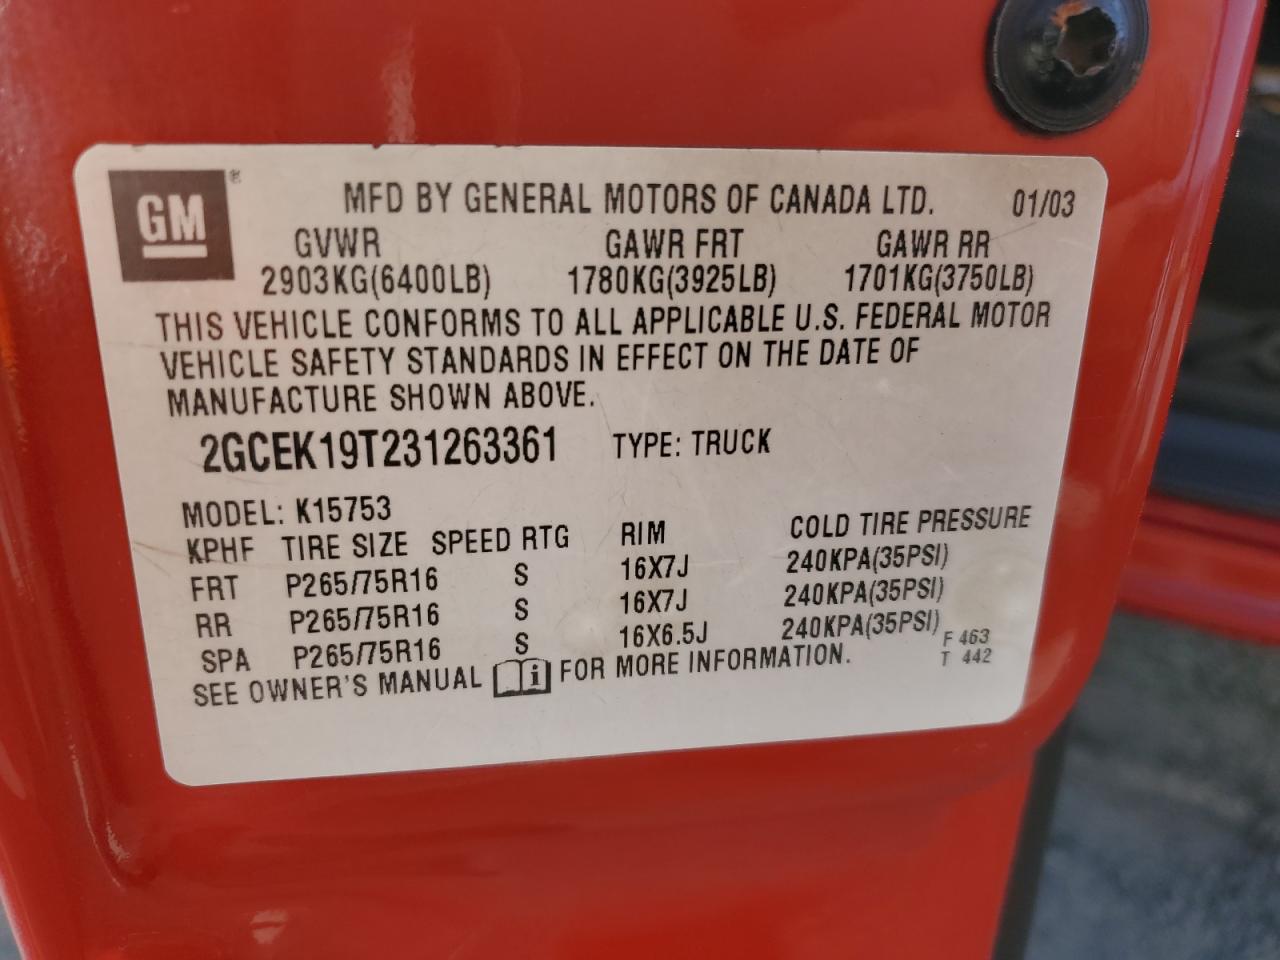 GM®
MFD BY GENERAL MOTORS OF CANADA LTD. 01/03
GVWR GAWR FRT GAWR RR
2903KG(6400LB) 1780KG(3925LB) 1701KG(3750LB)
THIS VEHICLE CONFORMS TO ALL APPLICABLE U.S. FEDERAL MOTOR
VEHICLE SAFETY STANDARDS IN EFFECT ON THE DATE OF
MANUFACTURE SHOWN ABOVE.
2GCEK19T231263361 TYPE: TRUCK
MODEL: K15753
KPHF TIRE SIZE SPEED RTG RIM COLD TIRE PRESSURE
FRT P265/75R16 S 16X7J 240KPA(35PSI)
RR P265/75R16 S 16X7J 240KPA(35PSI)
SPA P265/75R16 S 16X6.5J 240KPA(35PSI)
SEE OWNER'S MANUAL i FOR MORE INFORMATION.
F 463
T 442